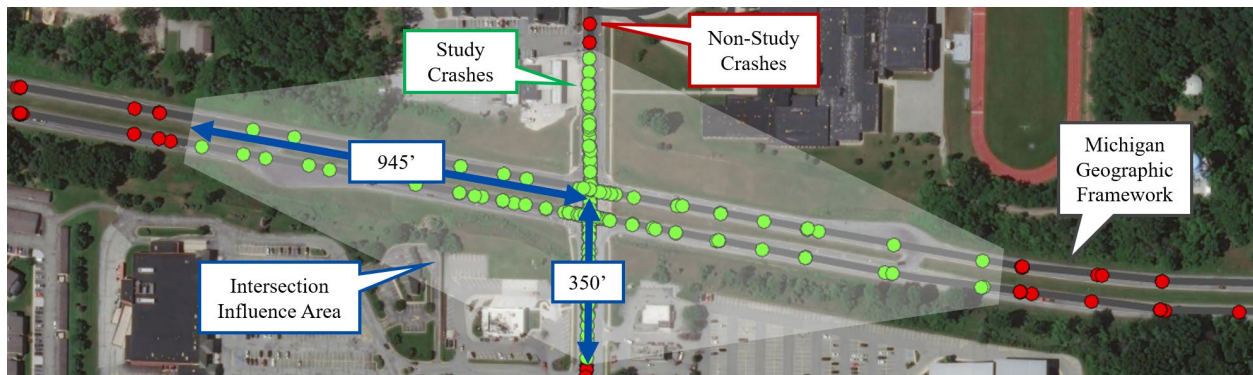 Study
Crashes
Non-Study
Crashes
Michigan
Geographic
Framework
945’
350’
Intersection
Influence Area